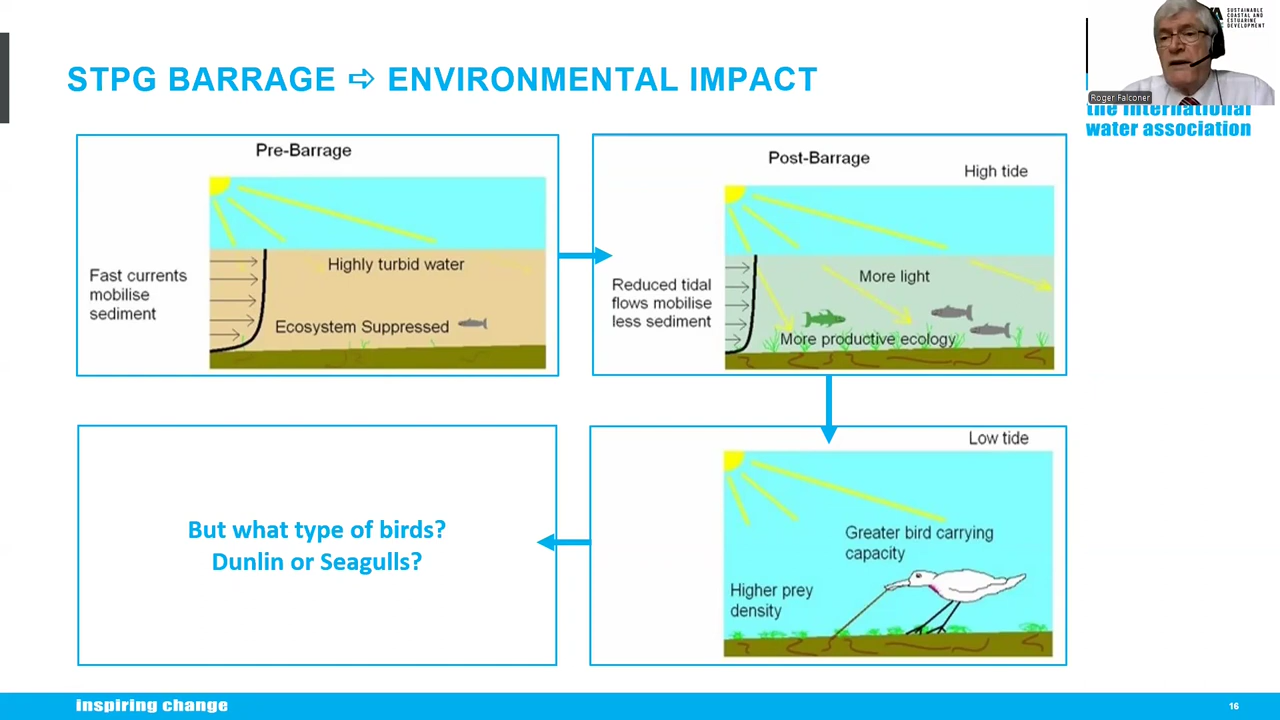 STPG BARRAGE ⇨ ENVIRONMENTAL IMPACT
SUSTAINABLE
COASTAL AND
ESTUARINE
DEVELOPMENT
Roger Falconer
the international
water association
Pre-Barrage
Fast currents
mobilise
sediment
Highly turbid water
Ecosystem Suppressed
Post-Barrage
High tide
Reduced tidal
flows mobilise
less sediment
More light
More productive ecology
But what type of birds?
Dunlin or Seagulls?
Low tide
Greater bird carrying
capacity
Higher prey
density
inspiring change
16